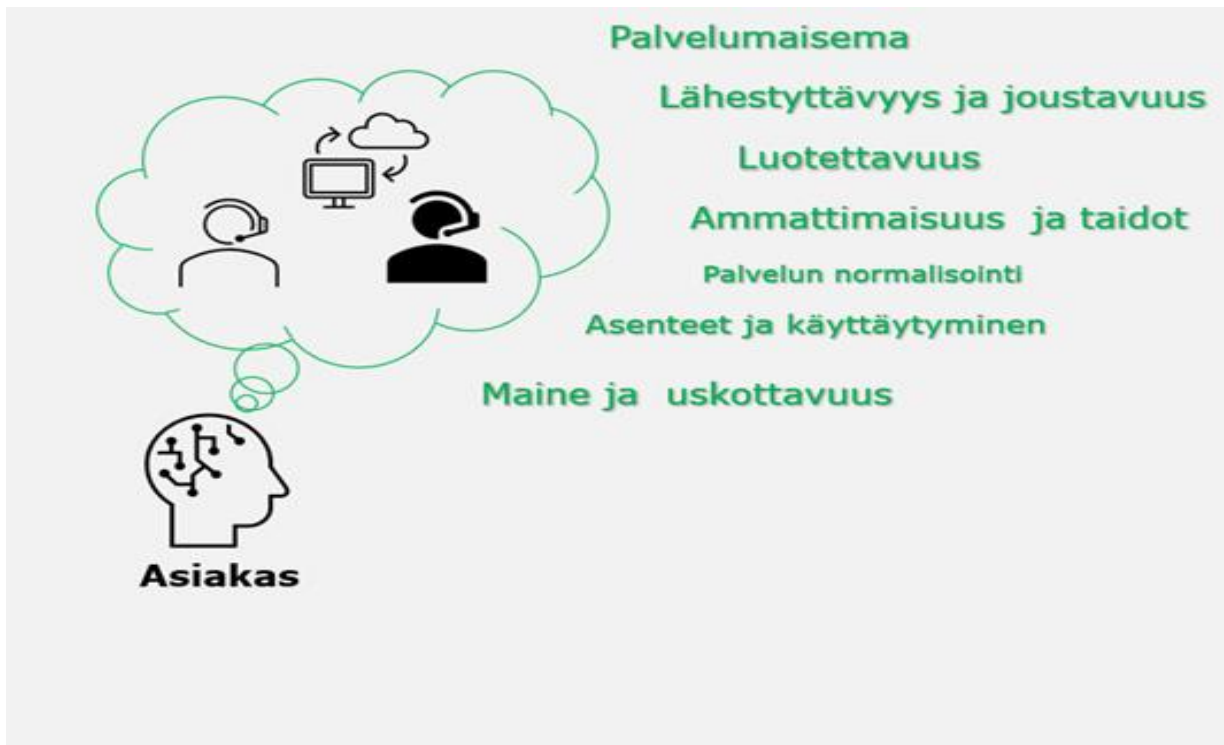 Palvelumaisema
Lähestyttävyys ja joustavuus
Luotettavuus
Ammattimaisuus ja taidot
Palvelun normalisointi
Asenteet ja käyttäytyminen
Maine ja uskottavuus
Asiakas